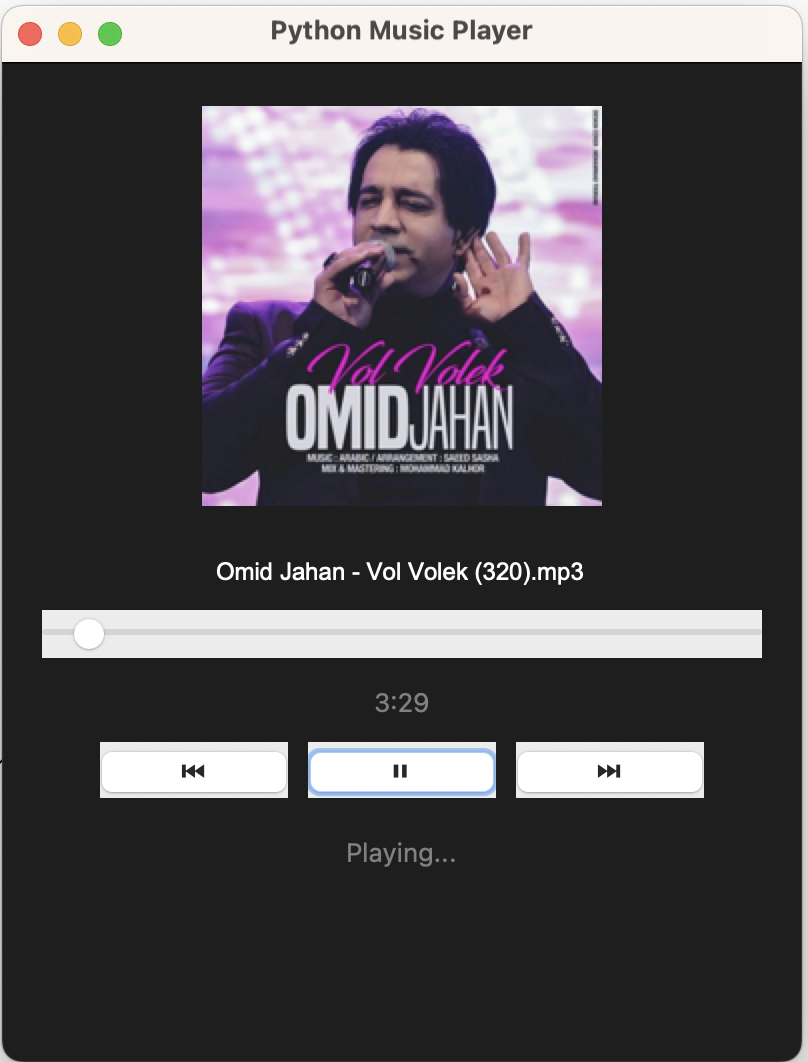 Python Music Player
Vol Volek
OMIDJAHAN
MUSIC : ARABIC / ARRANGEMENT : SAEED SAISHA
MIX & MASTERING : MOHAMMAD KALHOR
Omid Jahan - Vol Volek (320).mp3
3:29
Playing...